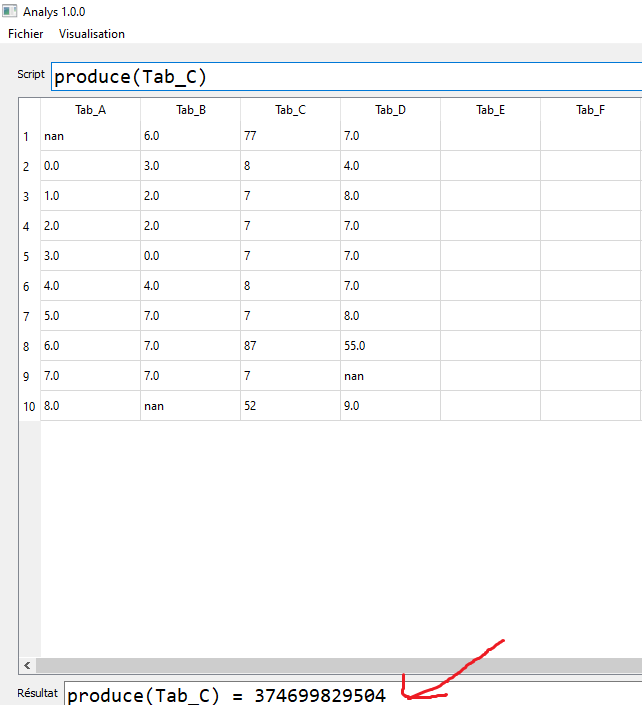 Analys 1.0.0
Fichier Visualisation
Script produce(Tab_C)
Tab_A Tab_B Tab_C Tab_D Tab_E Tab_F
1 nan 6.0 77 7.0
2 0.0 3.0 8 4.0
3 1.0 2.0 7 8.0
4 2.0 2.0 7 7.0
5 3.0 0.0 7 7.0
6 4.0 4.0 8 7.0
7 5.0 7.0 7 8.0
8 6.0 7.0 87 55.0
9 7.0 7.0 7 nan
10 8.0 nan 52 9.0
Résultat produce(Tab_C) = 374699829504